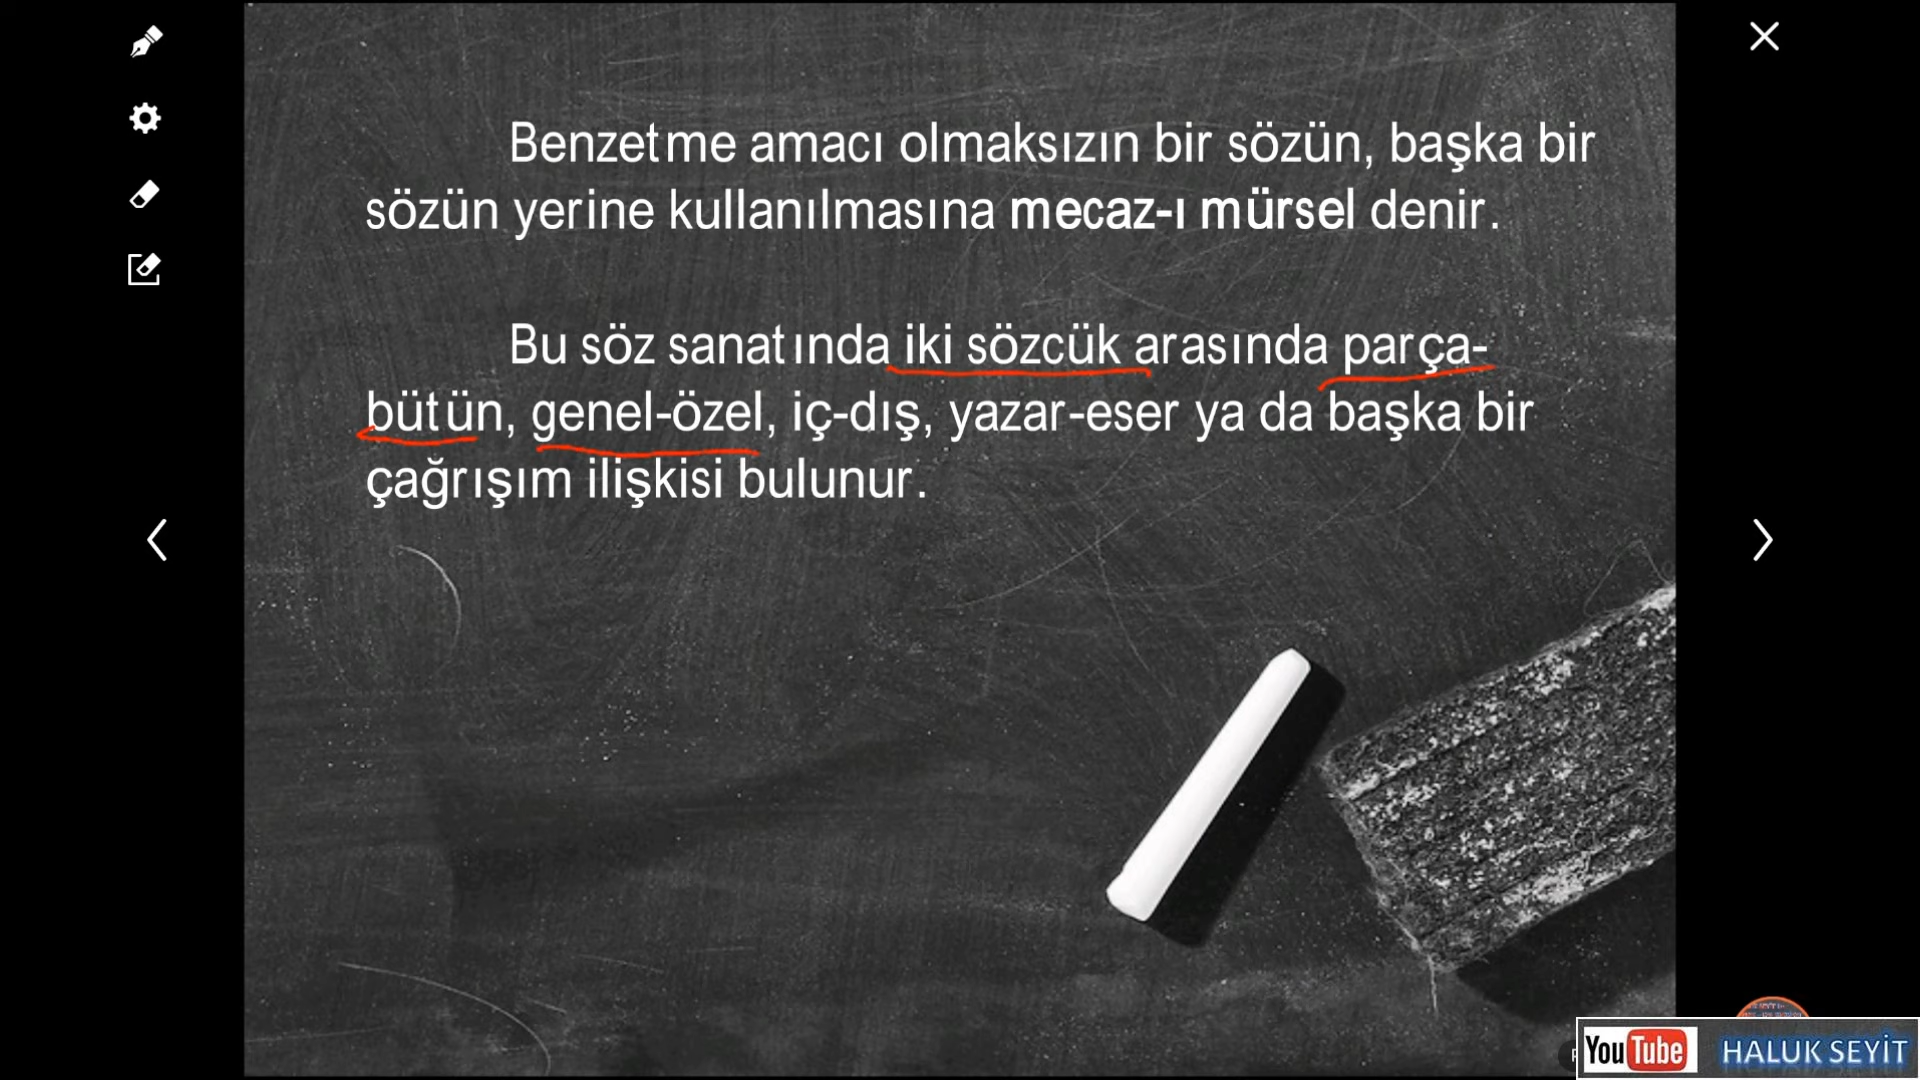 Benzetme amacı olmaksızın bir sözün, başka bir
sözün yerine kullanılmasına mecaz-ı mürsel denir.
Bu söz sanatında iki sözcük arasında parça-
bütün, genel-özel, iç-dış, yazar-eser ya da başka bir
çağrışım ilişkisi bulunur.
YouTube HALUK SEYİT